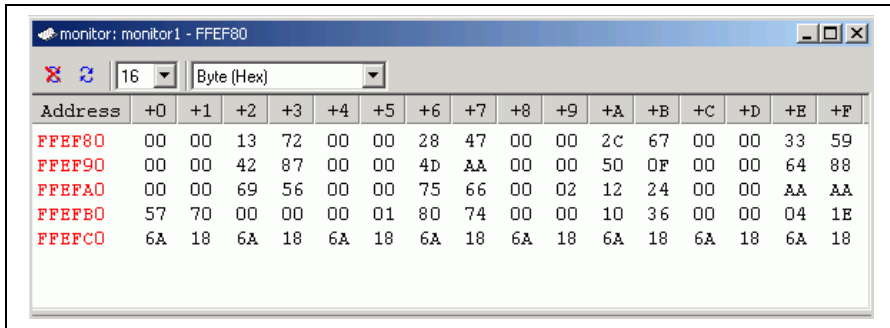 monitor: monitor1 - FFEF80
16 Byte (Hex)
Address +0 +1 +2 +3 +4 +5 +6 +7 +8 +9 +A +B +C +D +E +F
FFEF80 00 00 13 72 00 00 28 47 00 00 2C 67 00 00 33 59
FFEF90 00 00 42 87 00 00 4D AA 00 00 50 0F 00 00 64 88
FFEFA0 00 00 69 56 00 00 75 66 00 02 12 24 00 00 AA AA
FFEFB0 57 70 00 00 00 01 80 74 00 00 10 36 00 00 04 1E
FFEFC0 6A 18 6A 18 6A 18 6A 18 6A 18 6A 18 6A 18 6A 18